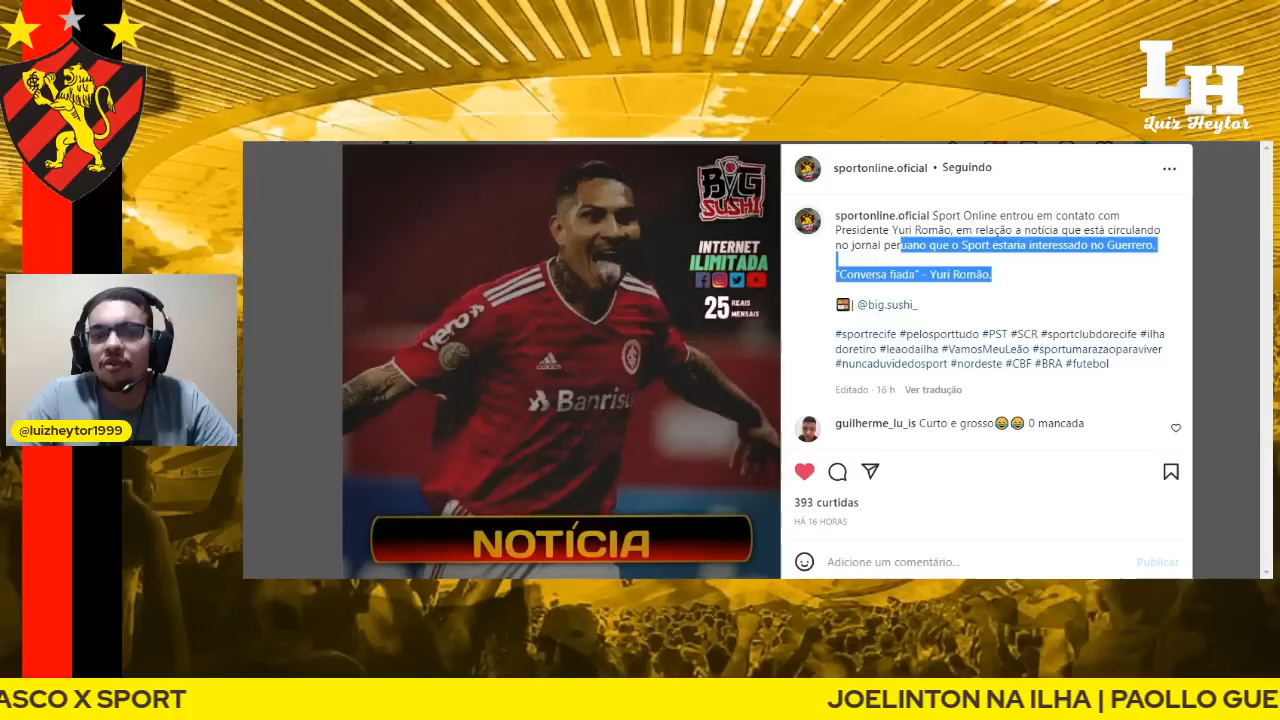 LH
Luiz Heytor
BIG
SUSHI
INTERNET
ILIMITADA
25 REAIS
MENSAIS
vero
adidas
Banrisu
NOTÍCIA
@luizheytor1999
sportonline.oficial • Seguindo
sportonline.oficial Sport Online entrou em contato com
Presidente Yuri Romão, em relação a notícia que está circulando
no jornal peruano que o Sport estaria interessado no Guerrero.
"Conversa fiada" - Yuri Romão.
🍱| @big.sushi_
#sportrecife #pelosporttudo #PST #SCR #sportclubdorecife #ilha
doretiro #leaodailha #VamosMeuLeão #sportumarazaoparaviver
#nuncaduvidedosport #nordeste #CBF #BRA #futebol
Editado · 16 h Ver tradução
guilherme_lu_is Curto e grosso😂😂 0 mancada
393 curtidas
HÁ 16 HORAS
Adicione um comentário...
Publicar
ASCO X SPORT
JOELINTON NA ILHA | PAOLLO GUE